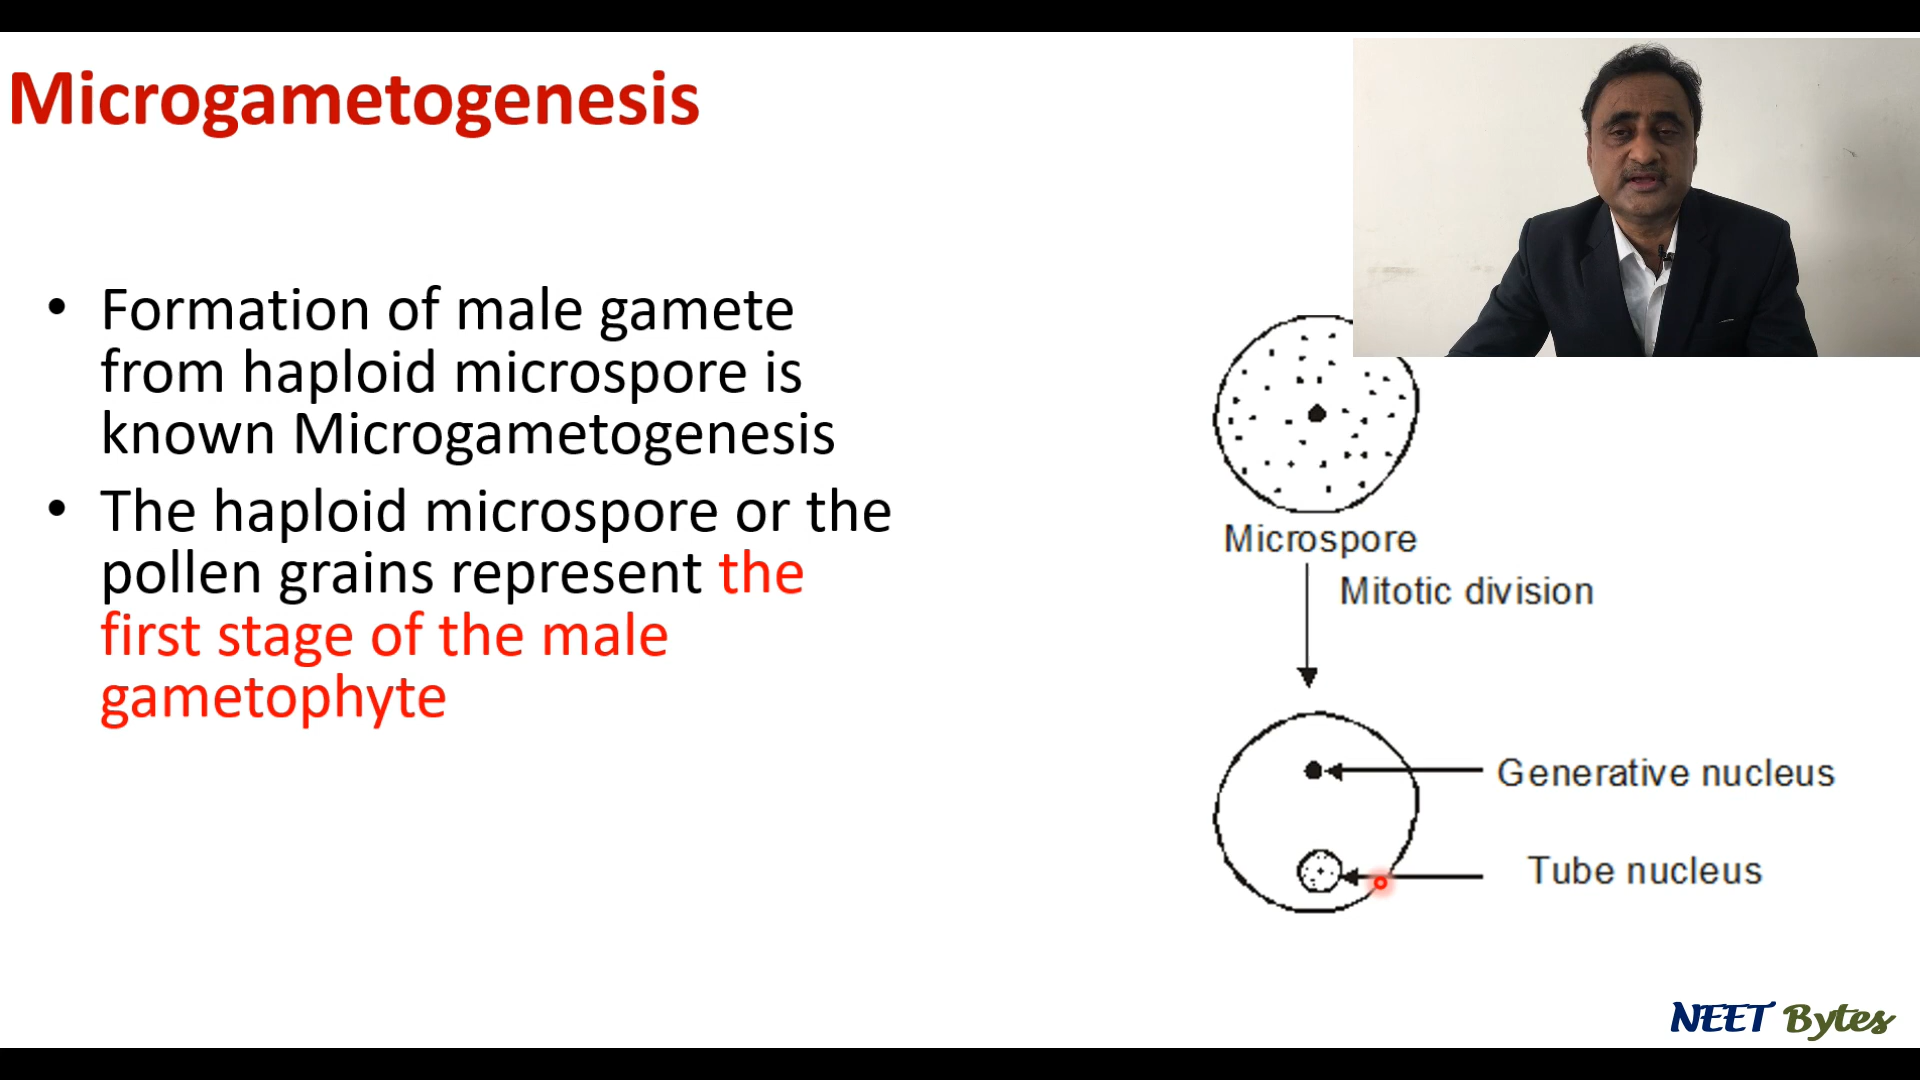 Microgametogenesis
• Formation of male gamete
from haploid microspore is
known Microgametogenesis
• The haploid microspore or the
pollen grains represent the
first stage of the male
gametophyte
Microspore
Mitotic division
Generative nucleus
Tube nucleus
NEET Bytes